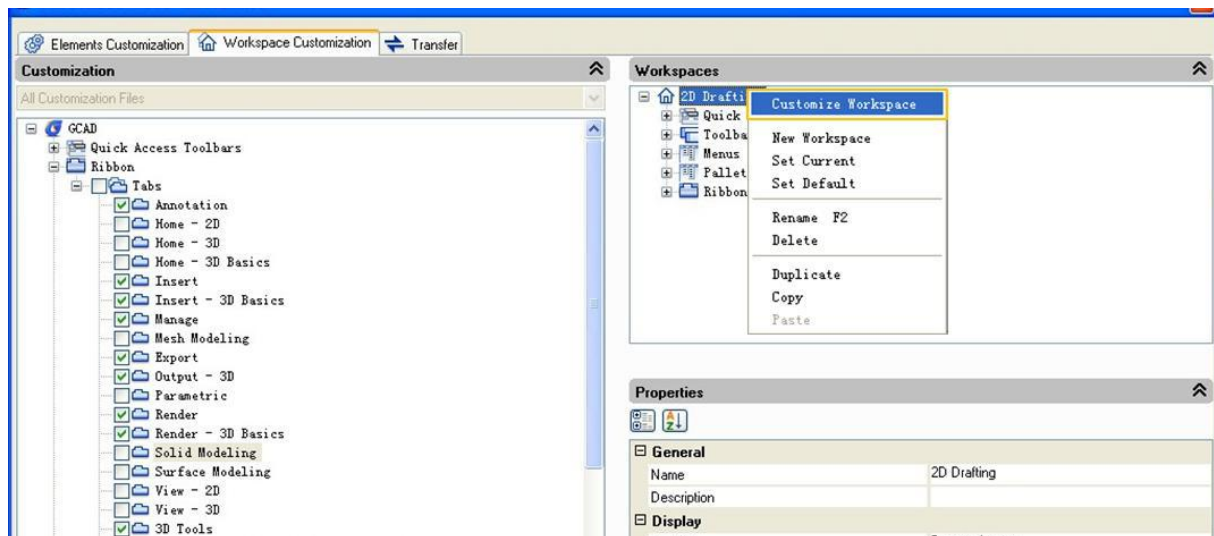 Elements Customization Workspace Customization Transfer
Customization
All Customization Files
GCAD
Quick Access Toolbars
Ribbon
Tabs
Annotation
Home - 2D
Home - 3D
Home - 3D Basics
Insert
Insert - 3D Basics
Manage
Mesh Modeling
Export
Output - 3D
Parametric
Render
Render - 3D Basics
Solid Modeling
Surface Modeling
View - 2D
View - 3D
3D Tools
Workspaces
2D Drafti
Quick
Toolba
Menus
Pallet
Ribbon
Customize Workspace
New Workspace
Set Current
Set Default
Rename F2
Delete
Duplicate
Copy
Paste
Properties
General
Name 2D Drafting
Description
Display